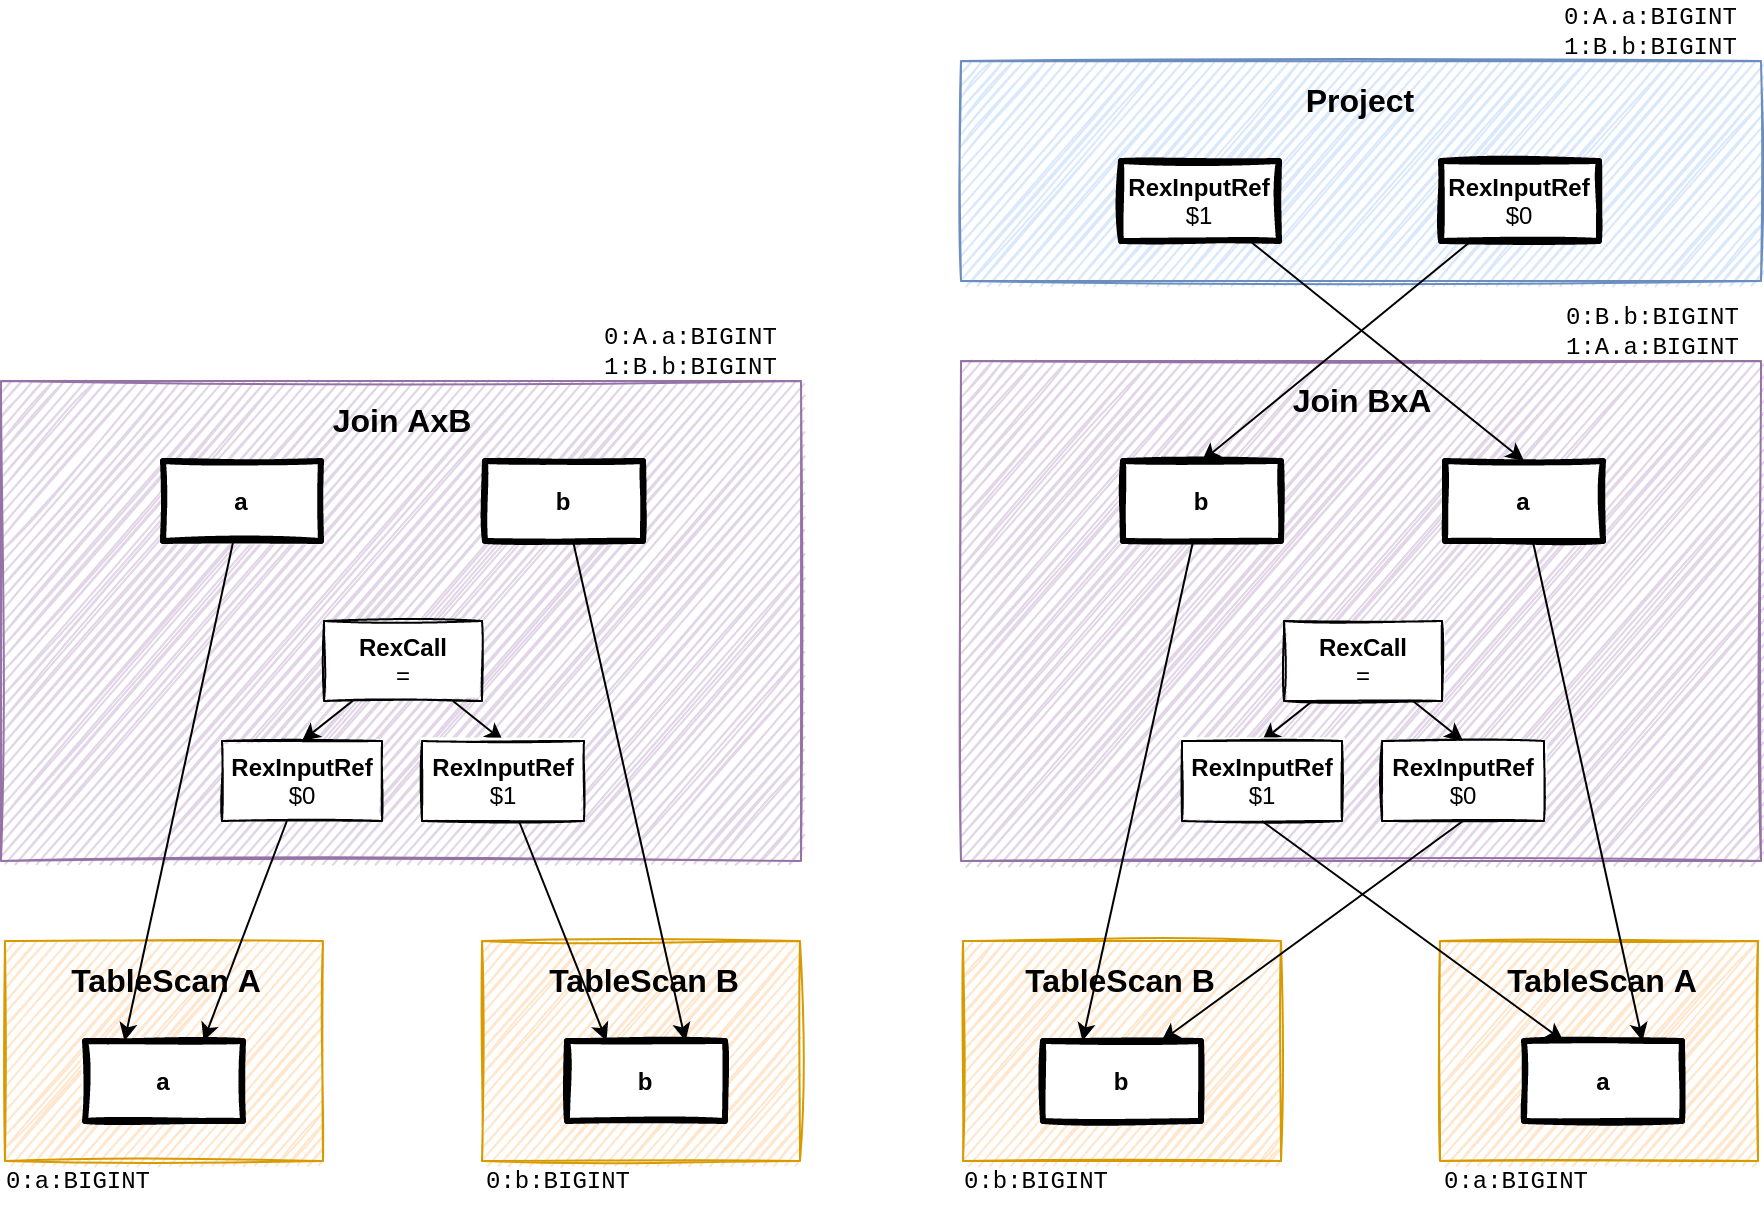 0:A.a:BIGINT
1:B.b:BIGINT
Join AxB
a
b
RexCall
=
RexInputRef
$0
RexInputRef
$1
TableScan A
a
0:a:BIGINT
TableScan B
b
0:b:BIGINT
0:A.a:BIGINT
1:B.b:BIGINT
Project
RexInputRef
$1
RexInputRef
$0
0:B.b:BIGINT
1:A.a:BIGINT
Join BxA
b
a
RexCall
=
RexInputRef
$1
RexInputRef
$0
TableScan B
b
0:b:BIGINT
TableScan A
a
0:a:BIGINT